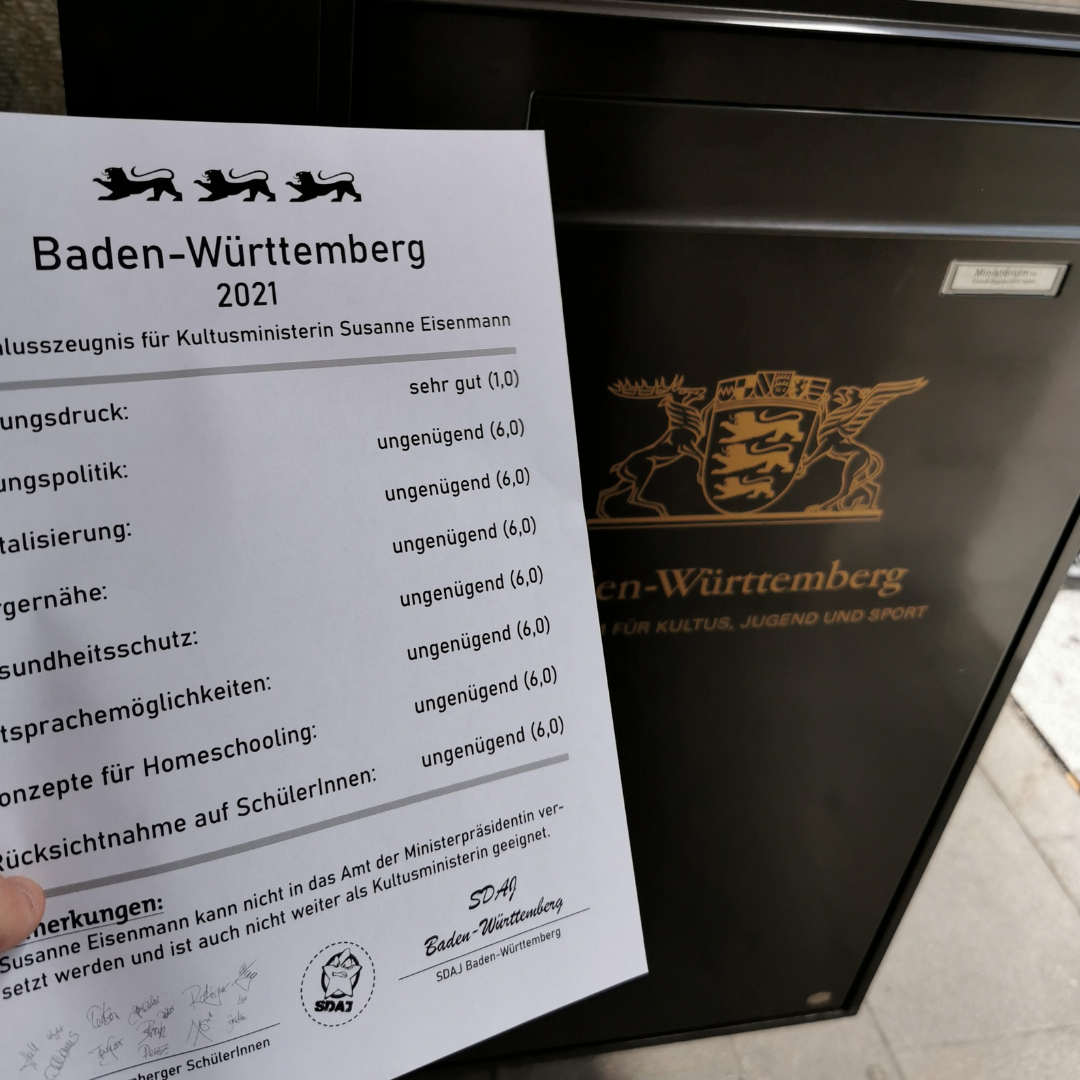 Baden-Württemberg
2021
lusszeugnis für Kultusministerin Susanne Eisenmann
ungsdruck: sehr gut (1,0)
ungspolitik: ungenügend (6,0)
talisierung: ungenügend (6,0)
rgernähe: ungenügend (6,0)
sundheitsschutz: ungenügend (6,0)
tsprachemöglichkeiten: ungenügend (6,0)
onzepte für Homeschooling: ungenügend (6,0)
Rücksichtnahme auf SchülerInnen: ungenügend (6,0)
merkungen:
Susanne Eisenmann kann nicht in das Amt der Ministerpräsidentin ver-
setzt werden und ist auch nicht weiter als Kultusministerin geeignet.
SDAJ
Baden-Württemberg
SDAJ Baden-Württemberg
SDAJ
berger SchülerInnen
Ministerium
en-Württemberg
FÜR KULTUS, JUGEND UND SPORT